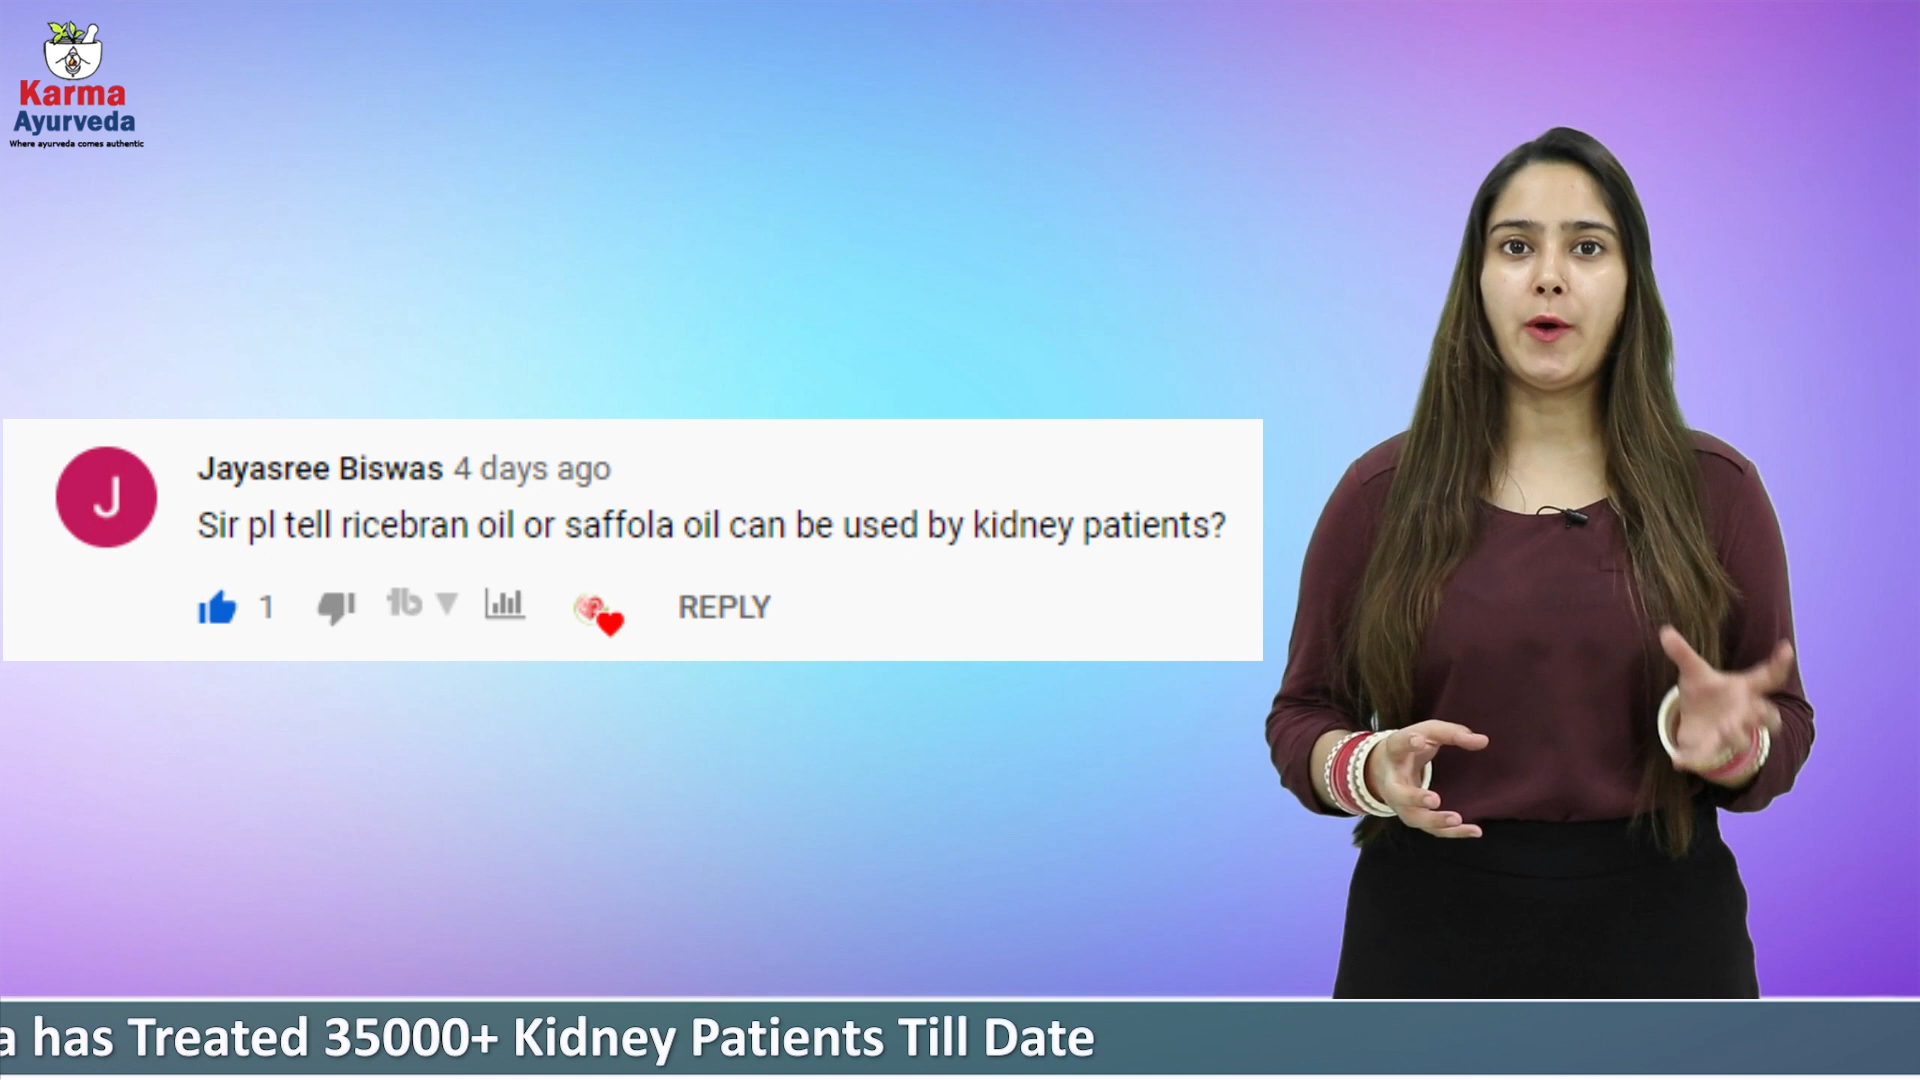 Karma
Ayurveda
Where ayurveda comes authentic
J
Jayasree Biswas 4 days ago
Sir pl tell ricebran oil or saffola oil can be used by kidney patients?
1
REPLY
a has Treated 35000+ Kidney Patients Till Date